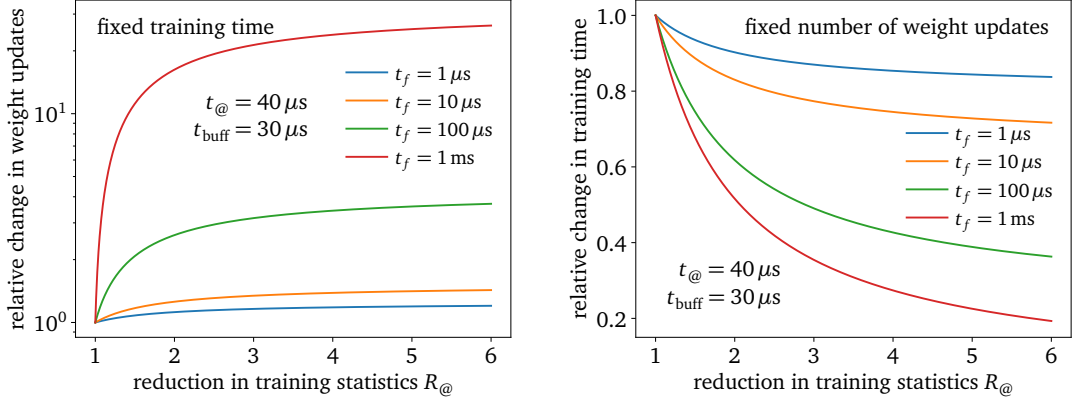 fixed training time
relative change in weight updates
10¹
10⁰
t_f = 1 μs
t_f = 10 μs
t_f = 100 μs
t_f = 1 ms
t_@ = 40 μs
t_buff = 30 μs
1 2 3 4 5 6
reduction in training statistics R_@
fixed number of weight updates
relative change in training time
1.0
0.8
0.6
0.4
0.2
t_f = 1 μs
t_f = 10 μs
t_f = 100 μs
t_f = 1 ms
t_@ = 40 μs
t_buff = 30 μs
1 2 3 4 5 6
reduction in training statistics R_@